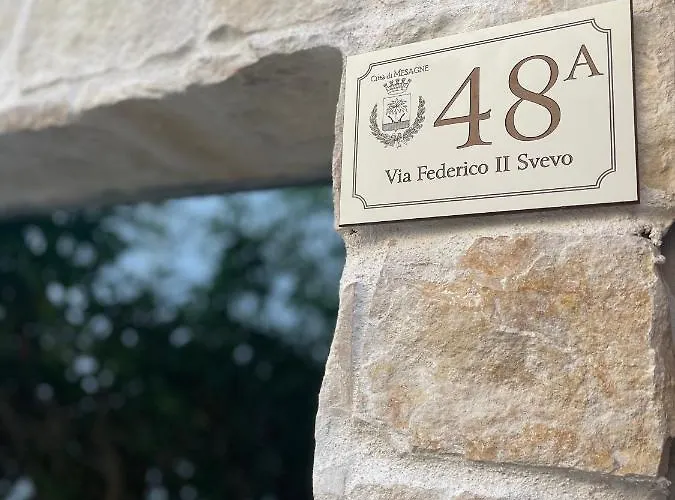 Città di MESAGNE
48A
Via Federico II Svevo